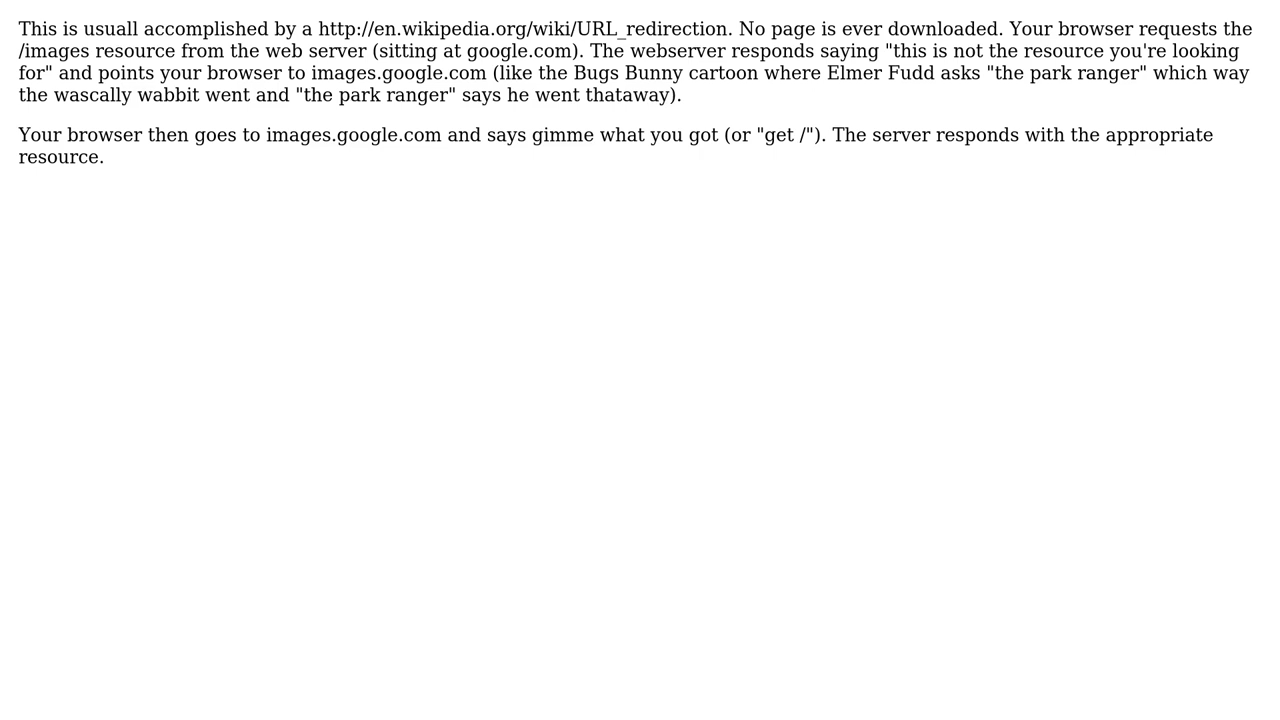 This is usuall accomplished by a http://en.wikipedia.org/wiki/URL_redirection. No page is ever downloaded. Your browser requests the
/images resource from the web server (sitting at google.com). The webserver responds saying "this is not the resource you're looking
for" and points your browser to images.google.com (like the Bugs Bunny cartoon where Elmer Fudd asks "the park ranger" which way
the wascally wabbit went and "the park ranger" says he went thataway).
Your browser then goes to images.google.com and says gimme what you got (or "get /"). The server responds with the appropriate
resource.